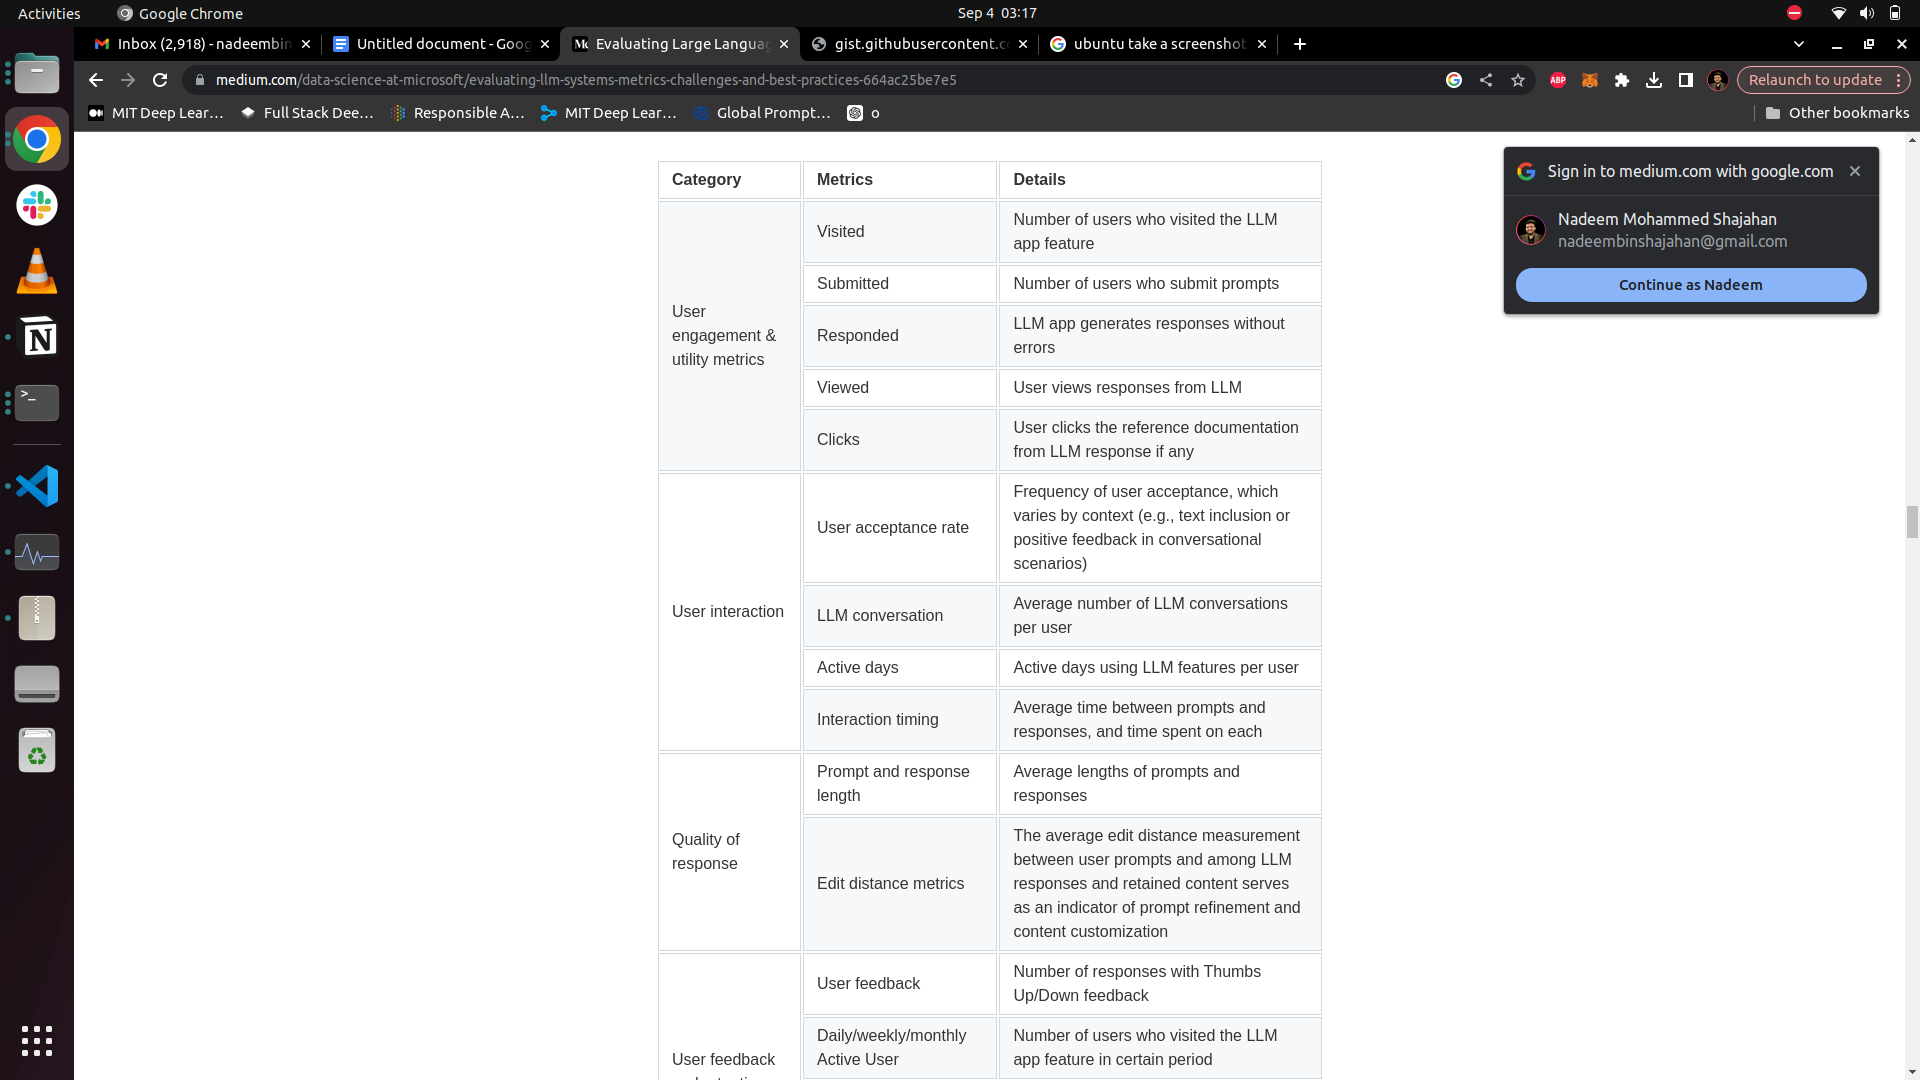 Activities
Google Chrome
Sep 4 03:17
Inbox (2,918) - nadeembin
Untitled document - Goog
Evaluating Large Languag
gist.githubusercontent.c
ubuntu take a screenshot
medium.com/data-science-at-microsoft/evaluating-llm-systems-metrics-challenges-and-best-practices-664ac25be7e5
ABP
Relaunch to update
MIT Deep Lear…
Full Stack Dee…
Responsible A…
MIT Deep Lear…
Global Prompt…
o
Other bookmarks
Sign in to medium.com with google.com
Nadeem Mohammed Shajahan
nadeembinshajahan@gmail.com
Continue as Nadeem
Category
Metrics
Details
User
engagement &
utility metrics
Visited
Number of users who visited the LLM
app feature
Submitted
Number of users who submit prompts
Responded
LLM app generates responses without
errors
Viewed
User views responses from LLM
Clicks
User clicks the reference documentation
from LLM response if any
User interaction
User acceptance rate
Frequency of user acceptance, which
varies by context (e.g., text inclusion or
positive feedback in conversational
scenarios)
LLM conversation
Average number of LLM conversations
per user
Active days
Active days using LLM features per user
Interaction timing
Average time between prompts and
responses, and time spent on each
Quality of
response
Prompt and response
length
Average lengths of prompts and
responses
Edit distance metrics
The average edit distance measurement
between user prompts and among LLM
responses and retained content serves
as an indicator of prompt refinement and
content customization
User feedback
User feedback
Number of responses with Thumbs
Up/Down feedback
Daily/weekly/monthly
Active User
Number of users who visited the LLM
app feature in certain period